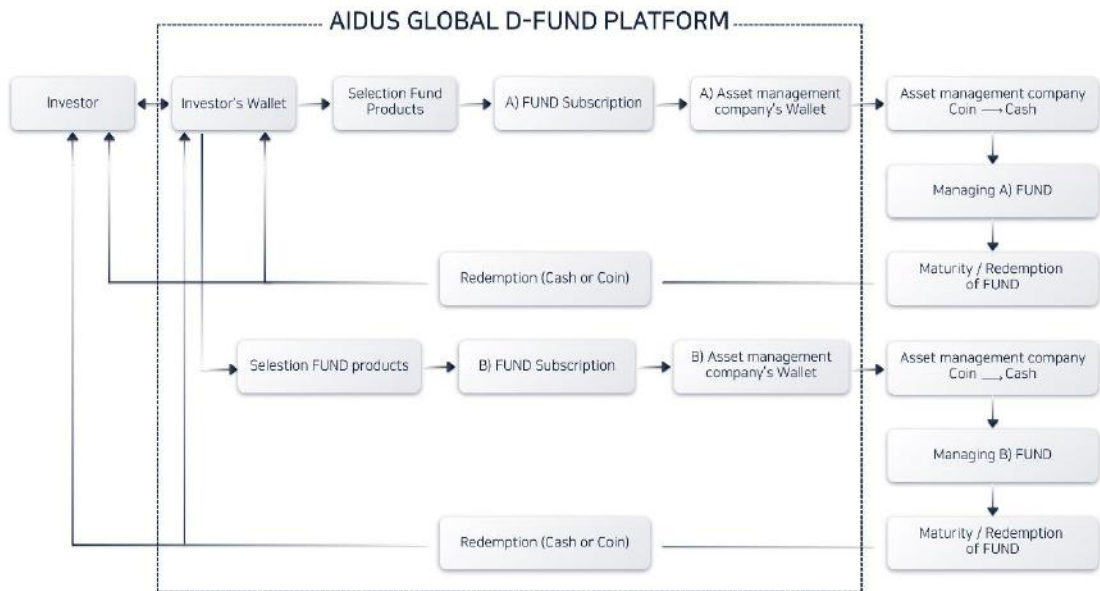 AIDUS GLOBAL D-FUND PLATFORM
Investor
Investor's Wallet
Selection Fund
Products
A) FUND Subscription
A) Asset management
company's Wallet
Asset management company
Coin → Cash
Managing A) FUND
Maturity / Redemption
of FUND
Redemption (Cash or Coin)
Selection FUND products
B) FUND Subscription
B) Asset management
company's Wallet
Asset management company
Coin → Cash
Managing B) FUND
Maturity / Redemption
of FUND
Redemption (Cash or Coin)